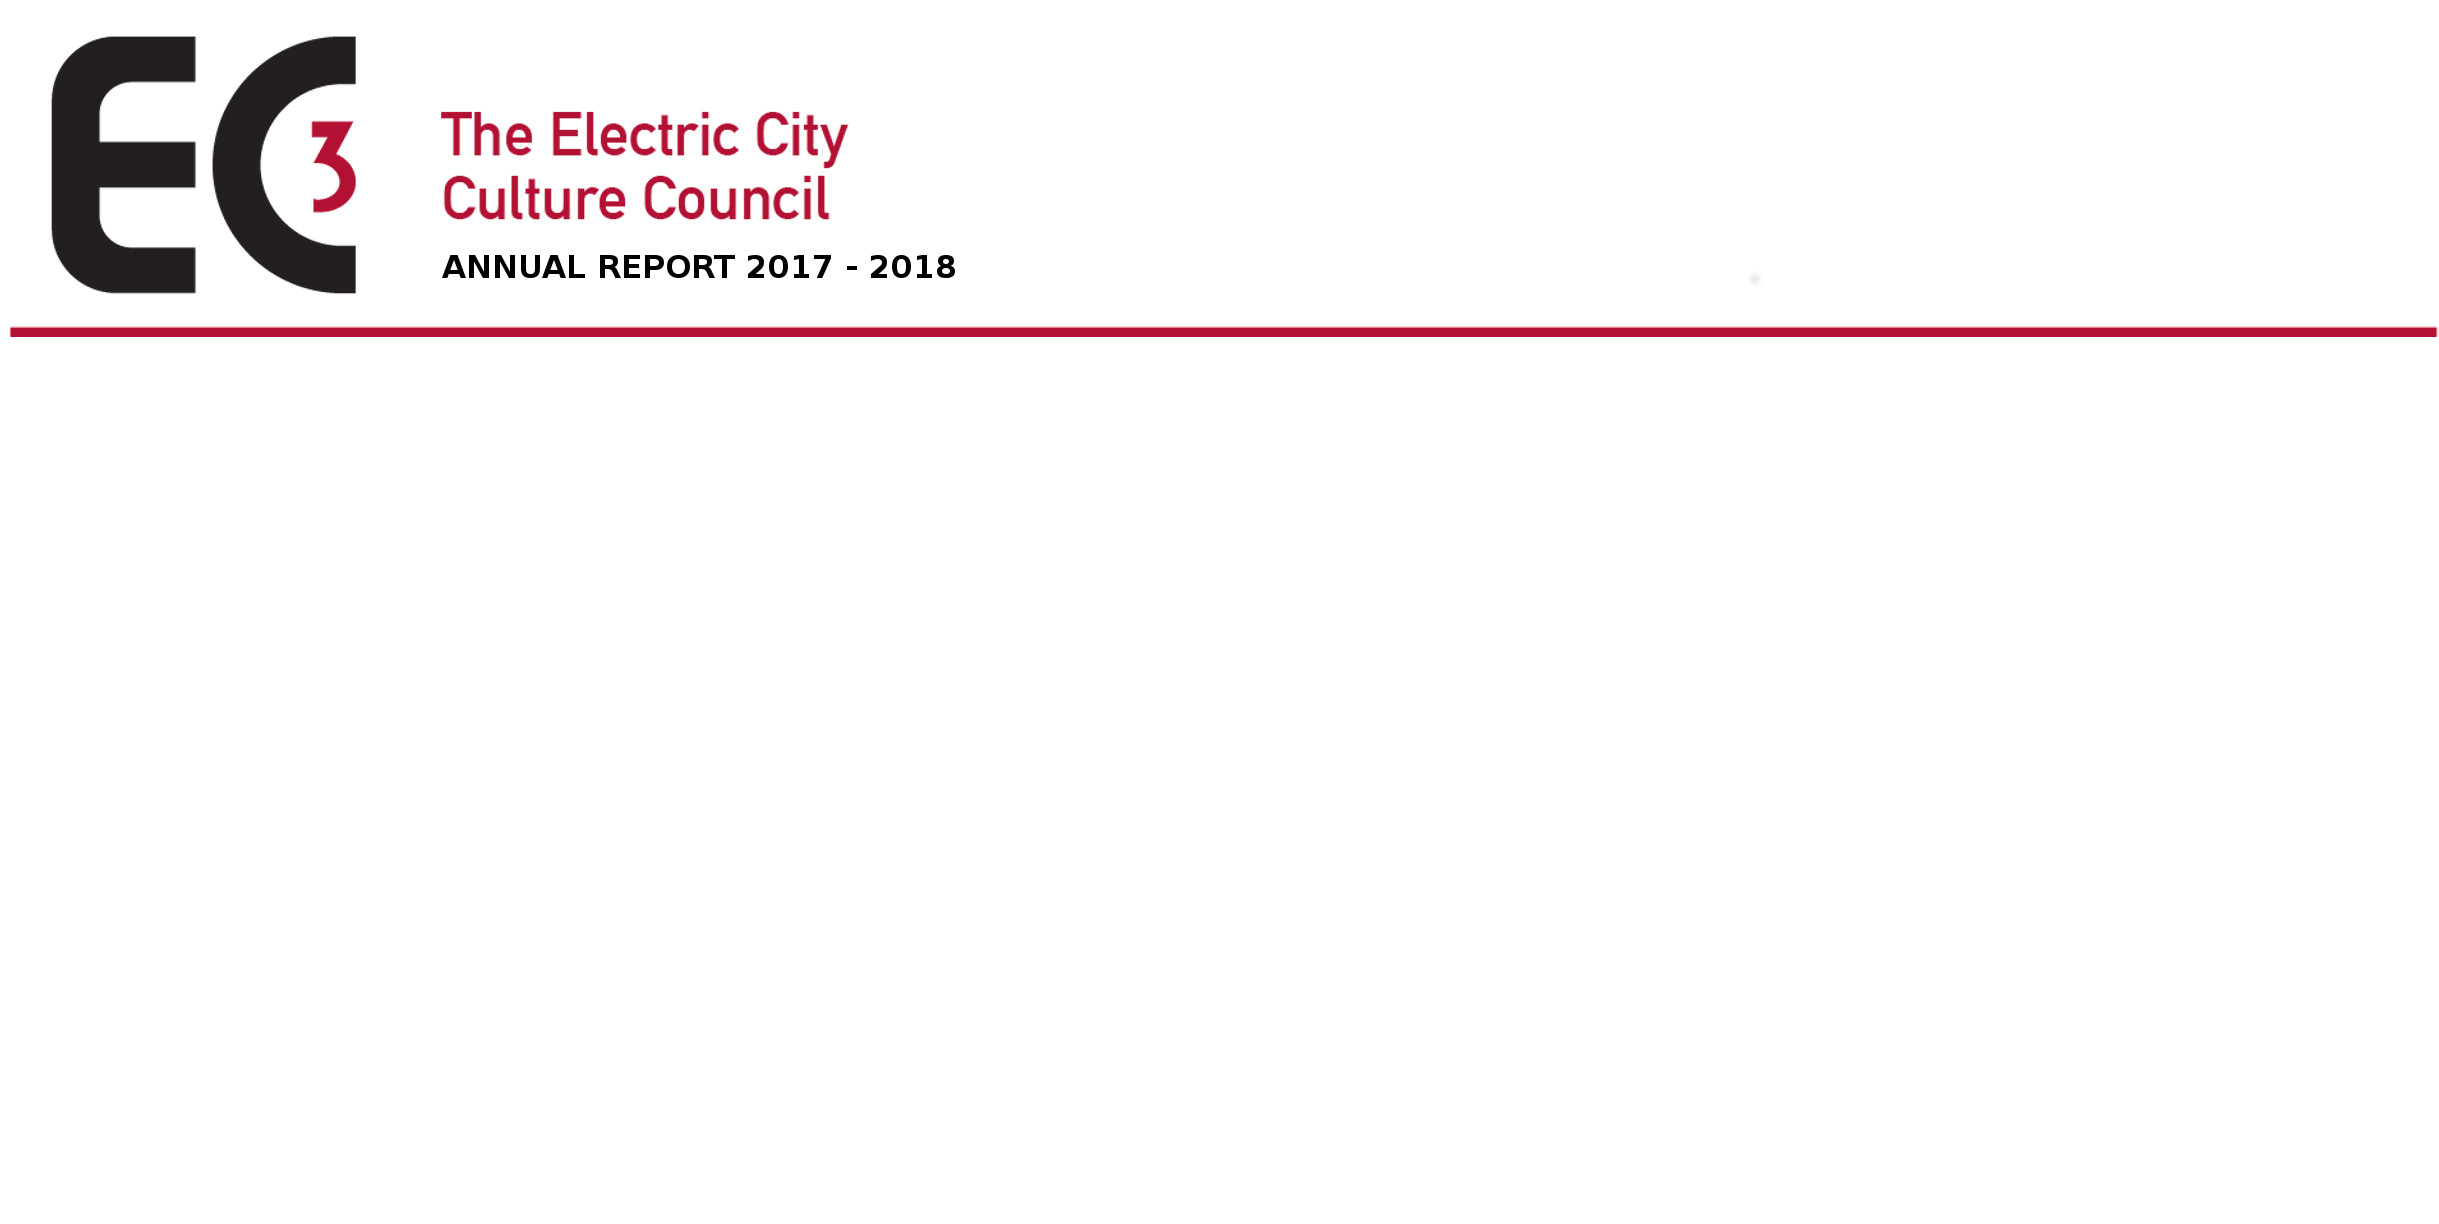 EC3
The Electric City
Culture Council
ANNUAL REPORT 2017 - 2018